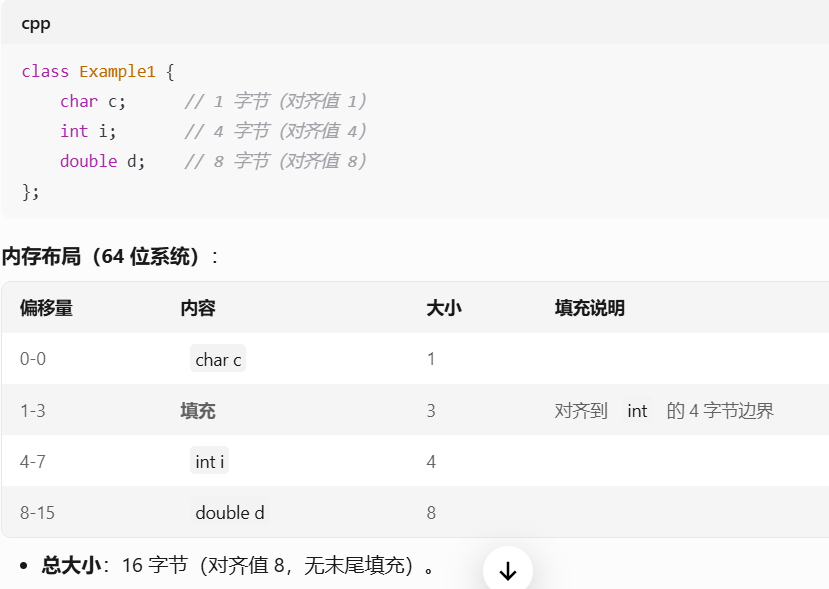 cpp
class Example1 {
    char c;      // 1 字节（对齐值 1）
    int i;       // 4 字节（对齐值 4）
    double d;    // 8 字节（对齐值 8）
};
内存布局（64 位系统）：
偏移量 内容 大小 填充说明
0-0 char c 1
1-3 填充 3 对齐到 int 的 4 字节边界
4-7 int i 4
8-15 double d 8
• 总大小：16 字节（对齐值 8，无末尾填充）。